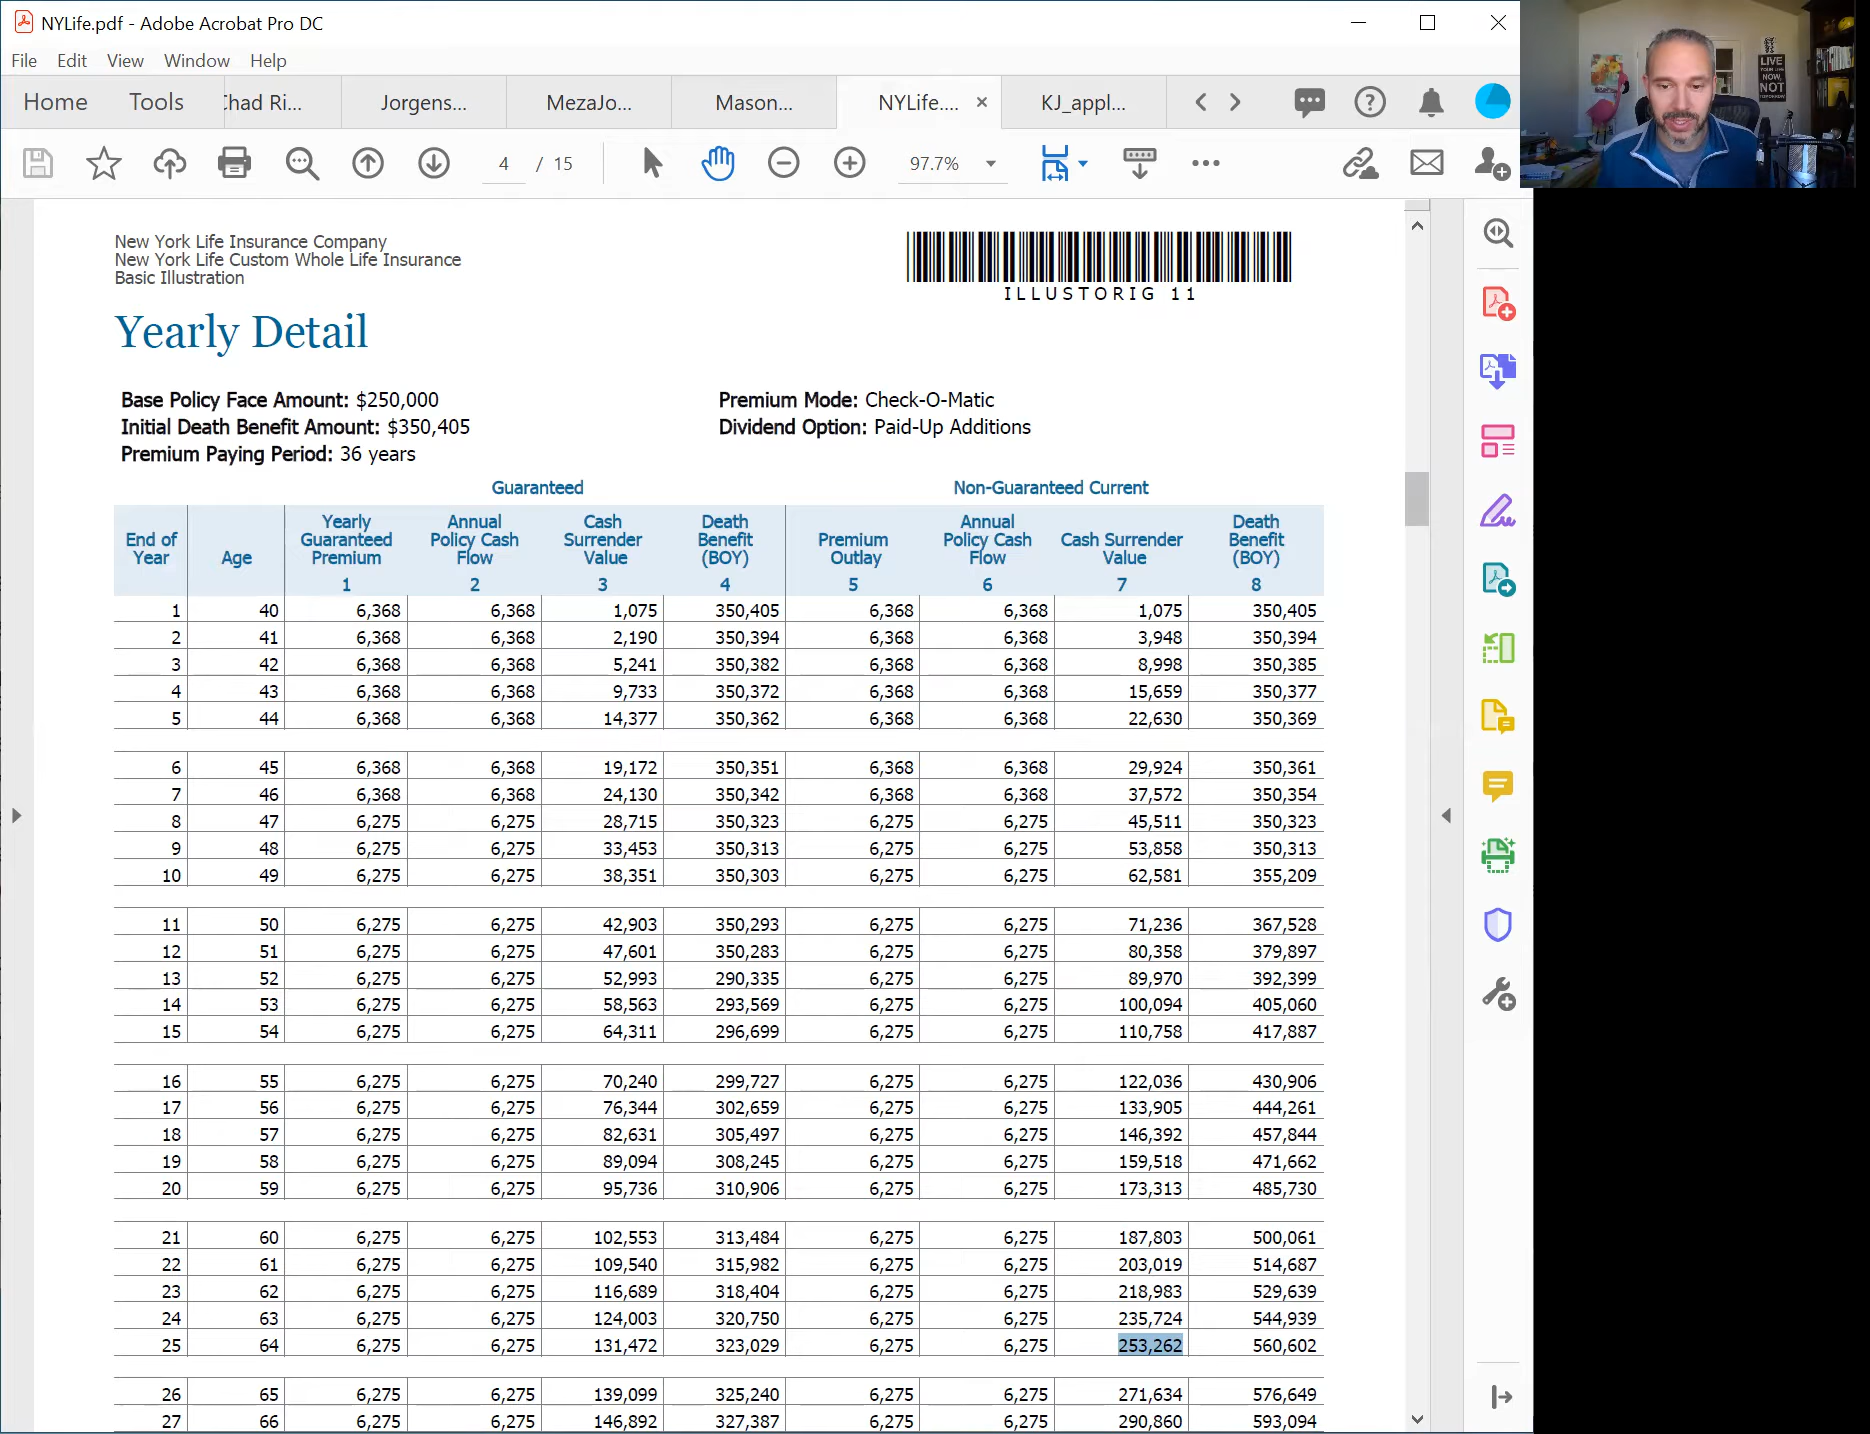 NYLife.pdf - Adobe Acrobat Pro DC
File Edit View Window Help
Home Tools Chad Ri... Jorgens... MezaJo... Mason... NYLife.... × KJ_appl...
4 / 15 97.7%
LIVE
NOW,
NOT
New York Life Insurance Company
New York Life Custom Whole Life Insurance
Basic Illustration
ILLUSTORIG 11
Yearly Detail
Base Policy Face Amount: $250,000 Premium Mode: Check-O-Matic
Initial Death Benefit Amount: $350,405 Dividend Option: Paid-Up Additions
Premium Paying Period: 36 years
Guaranteed Non-Guaranteed Current
End of Year Age Yearly Guaranteed Premium Annual Policy Cash Flow Cash Surrender Value Death Benefit (BOY) Premium Outlay Annual Policy Cash Flow Cash Surrender Value Death Benefit (BOY)
1 2 3 4 5 6 7 8
1 40 6,368 6,368 1,075 350,405 6,368 6,368 1,075 350,405
2 41 6,368 6,368 2,190 350,394 6,368 6,368 3,948 350,394
3 42 6,368 6,368 5,241 350,382 6,368 6,368 8,998 350,385
4 43 6,368 6,368 9,733 350,372 6,368 6,368 15,659 350,377
5 44 6,368 6,368 14,377 350,362 6,368 6,368 22,630 350,369
6 45 6,368 6,368 19,172 350,351 6,368 6,368 29,924 350,361
7 46 6,368 6,368 24,130 350,342 6,368 6,368 37,572 350,354
8 47 6,275 6,275 28,715 350,323 6,275 6,275 45,511 350,323
9 48 6,275 6,275 33,453 350,313 6,275 6,275 53,858 350,313
10 49 6,275 6,275 38,351 350,303 6,275 6,275 62,581 355,209
11 50 6,275 6,275 42,903 350,293 6,275 6,275 71,236 367,528
12 51 6,275 6,275 47,601 350,283 6,275 6,275 80,358 379,897
13 52 6,275 6,275 52,993 290,335 6,275 6,275 89,970 392,399
14 53 6,275 6,275 58,563 293,569 6,275 6,275 100,094 405,060
15 54 6,275 6,275 64,311 296,699 6,275 6,275 110,758 417,887
16 55 6,275 6,275 70,240 299,727 6,275 6,275 122,036 430,906
17 56 6,275 6,275 76,344 302,659 6,275 6,275 133,905 444,261
18 57 6,275 6,275 82,631 305,497 6,275 6,275 146,392 457,844
19 58 6,275 6,275 89,094 308,245 6,275 6,275 159,518 471,662
20 59 6,275 6,275 95,736 310,906 6,275 6,275 173,313 485,730
21 60 6,275 6,275 102,553 313,484 6,275 6,275 187,803 500,061
22 61 6,275 6,275 109,540 315,982 6,275 6,275 203,019 514,687
23 62 6,275 6,275 116,689 318,404 6,275 6,275 218,983 529,639
24 63 6,275 6,275 124,003 320,750 6,275 6,275 235,724 544,939
25 64 6,275 6,275 131,472 323,029 6,275 6,275 253,262 560,602
26 65 6,275 6,275 139,099 325,240 6,275 6,275 271,634 576,649
27 66 6,275 6,275 146,892 327,387 6,275 6,275 290,860 593,094